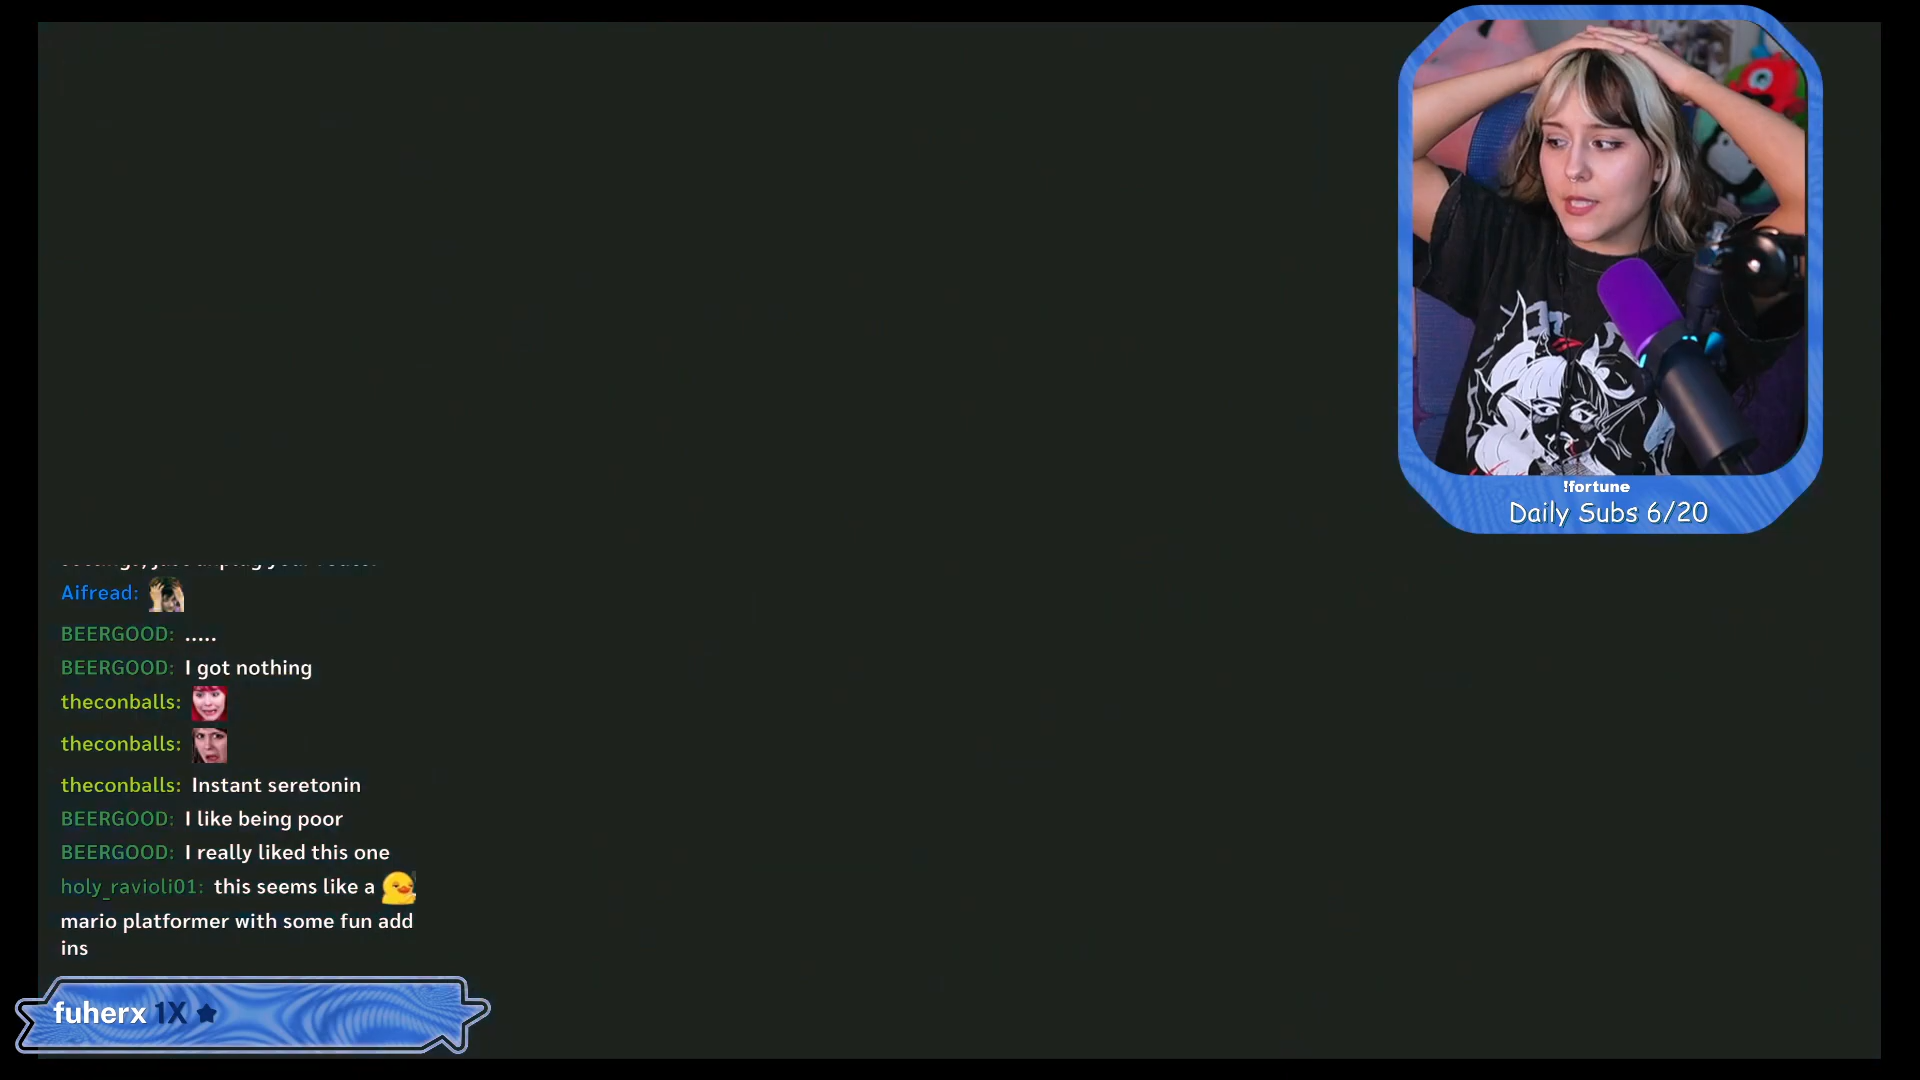 !fortune
Daily Subs 6/20
Aifread:
BEERGOOD: .....
BEERGOOD: I got nothing
theconballs:
theconballs:
theconballs: Instant seretonin
BEERGOOD: I like being poor
BEERGOOD: I really liked this one
holy_ravioli01: this seems like a
mario platformer with some fun add
ins
fuherx 1X